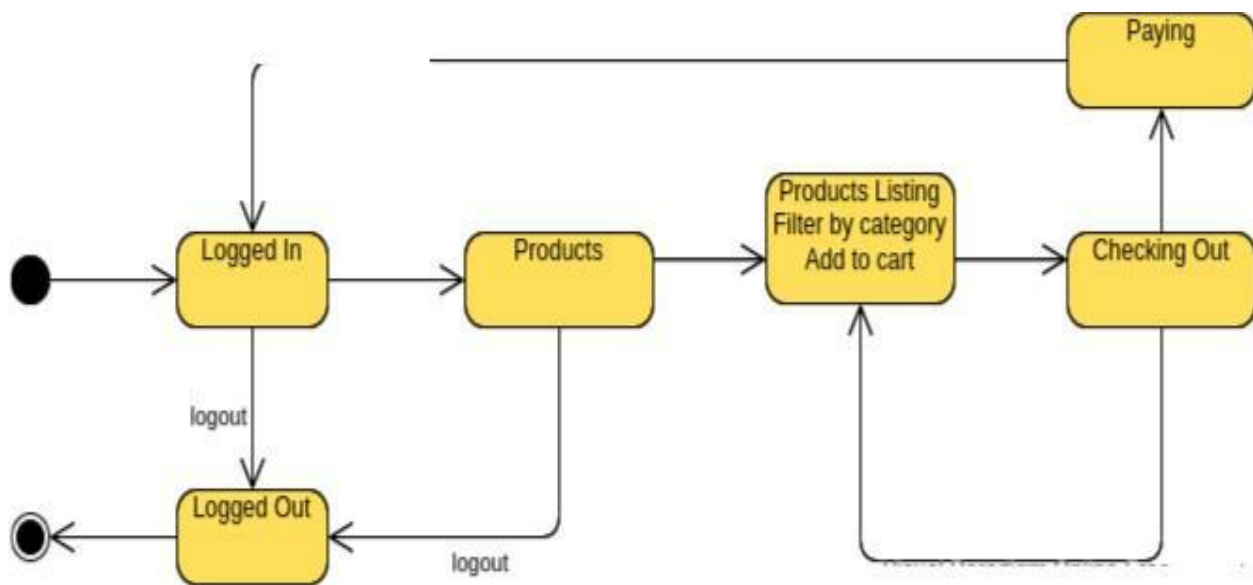 Paying
Products Listing
Filter by category
Add to cart
Logged In
Products
Checking Out
logout
Logged Out
logout